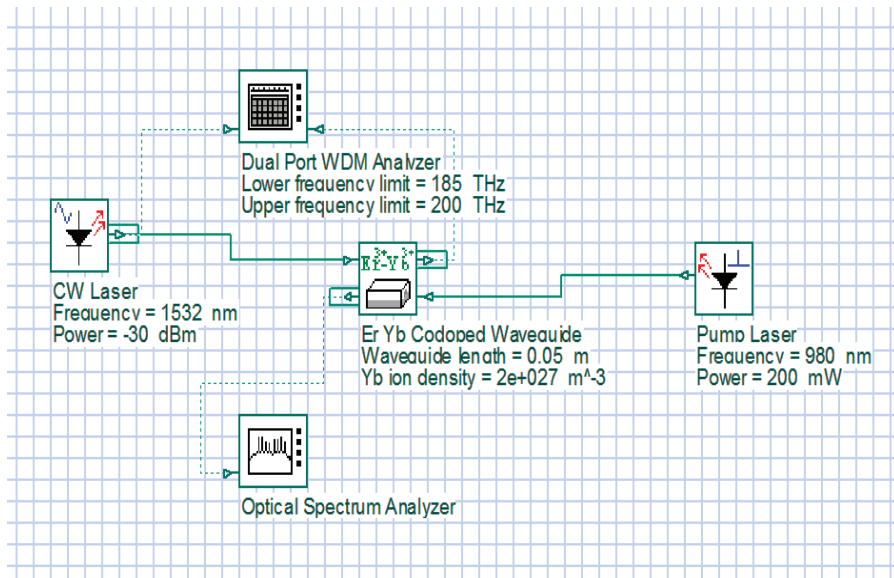 Dual Port WDM Analyzer
Lower frequency limit = 185 THz
Upper frequency limit = 200 THz
CW Laser
Frequency = 1532 nm
Power = -30 dBm
Er³⁺-Yb³⁺
Er Yb Codoped Waveguide
Waveguide length = 0.05 m
Yb ion density = 2e+027 m^-3
Pump Laser
Frequency = 980 nm
Power = 200 mW
Optical Spectrum Analyzer